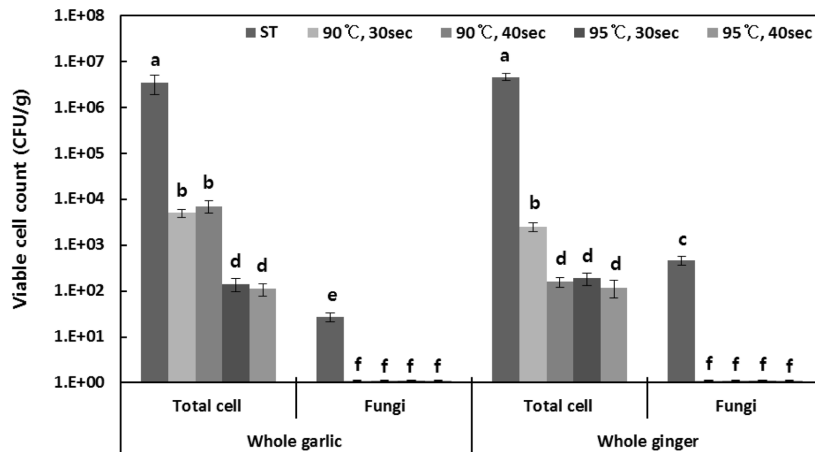 1.E+08
1.E+07
1.E+06
1.E+05
1.E+04
1.E+03
1.E+02
1.E+01
1.E+00
Viable cell count (CFU/g)
ST 90℃, 30sec 90℃, 40sec 95℃, 30sec 95℃, 40sec
a b b d d e f f f f a b d d d c f f f f
Total cell Fungi Total cell Fungi
Whole garlic Whole ginger